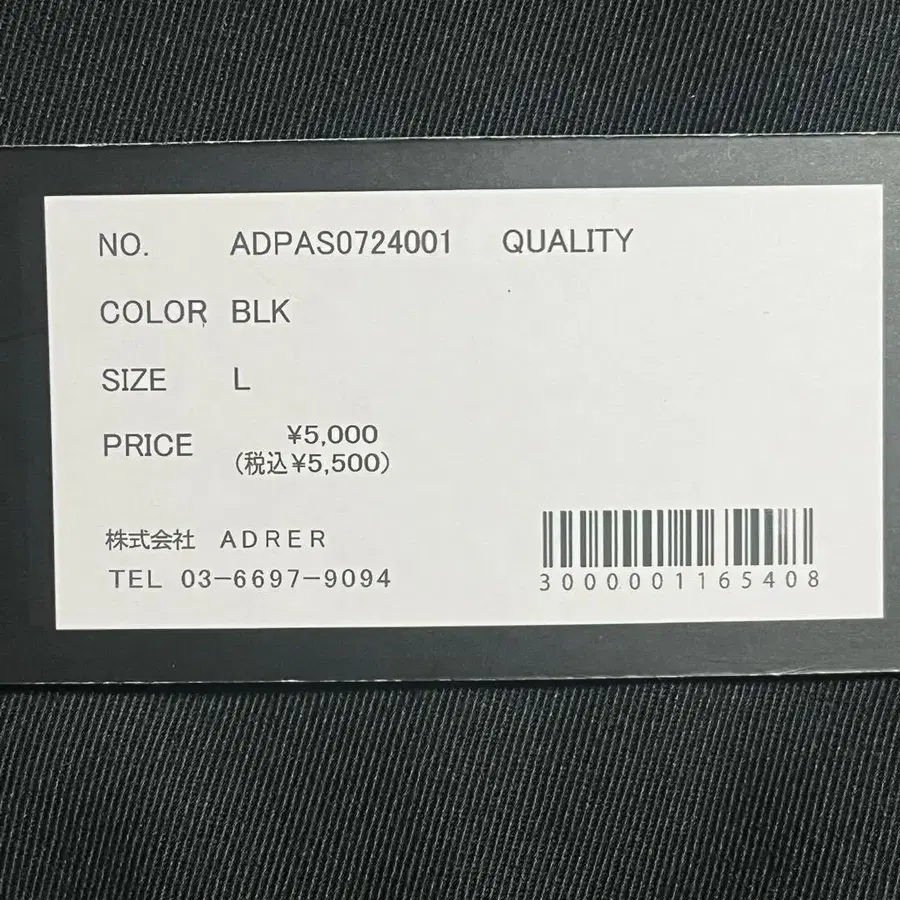 NO. ADPAS0724001 QUALITY
COLOR BLK
SIZE L
PRICE ¥5,000
(税込¥5,500)
株式会社 ADRER
TEL 03-6697-9094
3000001165408